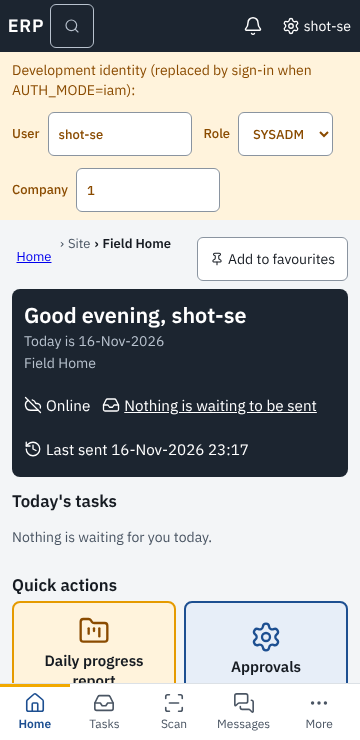 ERP
shot-se
Development identity (replaced by sign-in when
AUTH_MODE=iam):
User shot-se Role SYSADM
Company 1
Home › Site › Field Home
Add to favourites
Good evening, shot-se
Today is 16-Nov-2026
Field Home
Online Nothing is waiting to be sent
Last sent 16-Nov-2026 23:17
Today's tasks
Nothing is waiting for you today.
Quick actions
Daily progress
report
Approvals
Home Tasks Scan Messages More